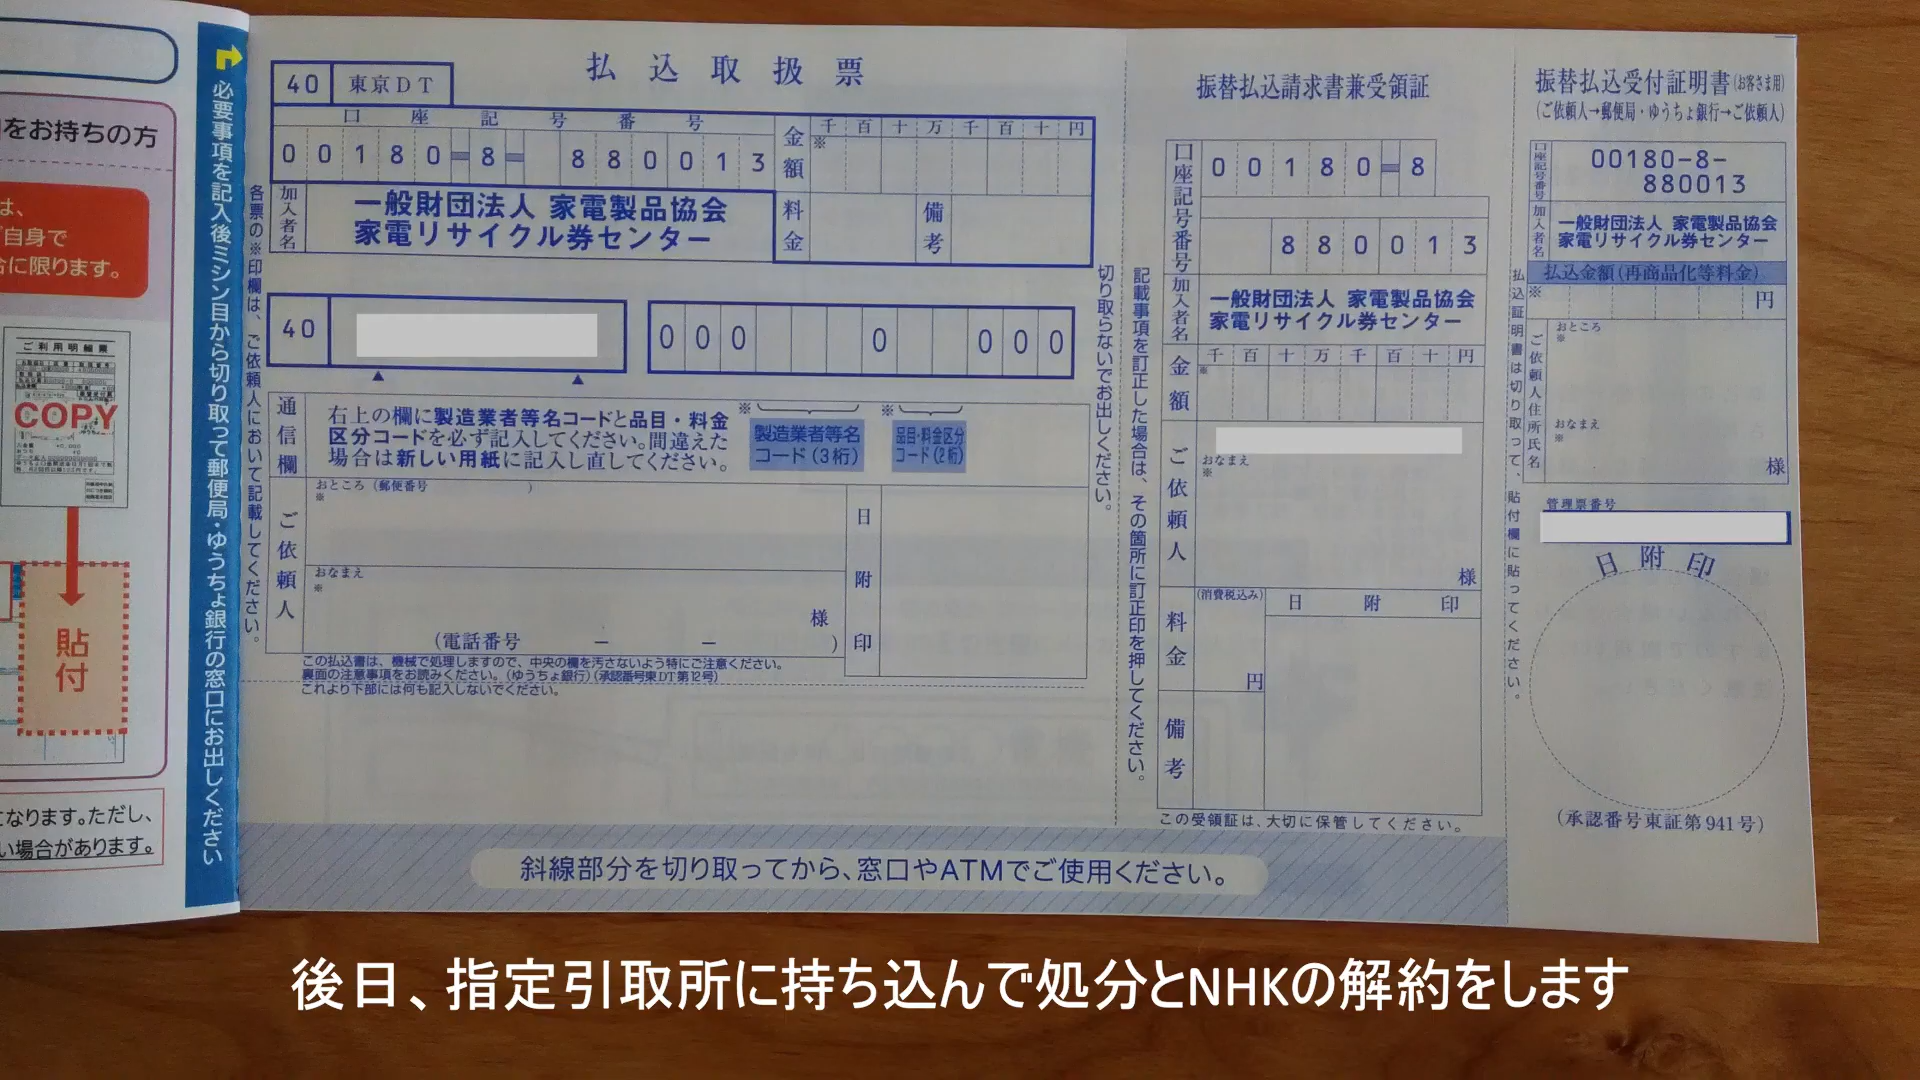 をお持ちの方
は、
自身で
に限ります。
ご利用明細票
COPY
貼付
になります。ただし、
い場合があります。
必要事項を記入後ミシン目から切り取って郵便局・ゆうちょ銀行の窓口にお出しください
各票の※印欄は、ご依頼人において記載してください。
40 東京DT
払込取扱票
口座記号番号
00180-8-880013
金額
千百十万千百十円
※
加入者名
一般財団法人 家電製品協会
家電リサイクル券センター
料金
備考
40
000 0 000
通信欄
右上の欄に製造業者等名コードと品目・料金
区分コードを必ず記入してください。間違えた
場合は新しい用紙に記入し直してください。
※
製造業者等名
コード(3桁)
※
品目・料金区分
コード(2桁)
ご依頼人
おところ(郵便番号 )
※
おなまえ
※
様
(電話番号 ー ー )
日附印
この払込書は、機械で処理しますので、中央の欄を汚さないよう特にご注意ください。
裏面の注意事項をお読みください。(ゆうちょ銀行)(承認番号東DT第12号)
これより下部には何も記入しないでください。
切り取らないでお出しください。
記載事項を訂正した場合は、その箇所に訂正印を押してください。
振替払込請求書兼受領証
口座記号番号
00180-8
880013
加入者名
一般財団法人 家電製品協会
家電リサイクル券センター
金額
千百十万千百十円
※
ご依頼人
おなまえ
※
様
料金
(消費税込み)
円
日附印
備考
この受領証は、大切に保管してください。
払込証明書は切り取って、貼付欄に貼ってください。
振替払込受付証明書(お客さま用)
(ご依頼人→郵便局・ゆうちょ銀行→ご依頼人)
口座記号番号
00180-8-
880013
加入者名
一般財団法人 家電製品協会
家電リサイクル券センター
払込金額(再商品化等料金)
※
円
ご依頼人住所氏名
おところ
※
おなまえ
※
様
管理票番号
日附印
(承認番号東証第941号)
斜線部分を切り取ってから、窓口やATMでご使用ください。
後日、指定引取所に持ち込んで処分とNHKの解約をします